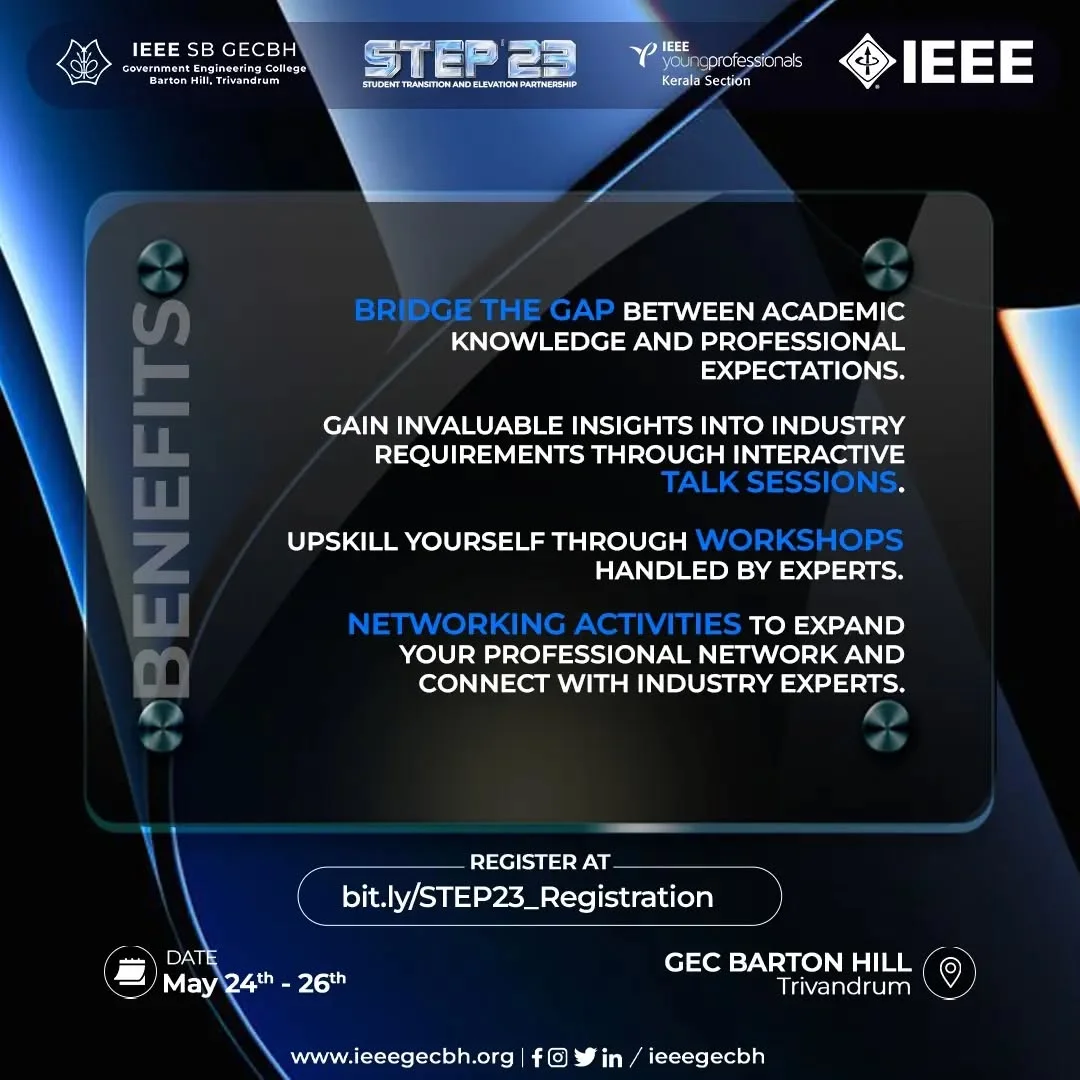 IEEE SB GECBH
Government Engineering College
Barton Hill, Trivandrum
STEP'23
STUDENT TRANSITION AND ELEVATION PARTNERSHIP
IEEE
youngprofessionals
Kerala Section
IEEE
BENEFITS
BRIDGE THE GAP BETWEEN ACADEMIC
KNOWLEDGE AND PROFESSIONAL
EXPECTATIONS.
GAIN INVALUABLE INSIGHTS INTO INDUSTRY
REQUIREMENTS THROUGH INTERACTIVE
TALK SESSIONS.
UPSKILL YOURSELF THROUGH WORKSHOPS
HANDLED BY EXPERTS.
NETWORKING ACTIVITIES TO EXPAND
YOUR PROFESSIONAL NETWORK AND
CONNECT WITH INDUSTRY EXPERTS.
REGISTER AT
bit.ly/STEP23_Registration
DATE
May 24th - 26th
GEC BARTON HILL
Trivandrum
www.ieeegecbh.org | / ieeegecbh